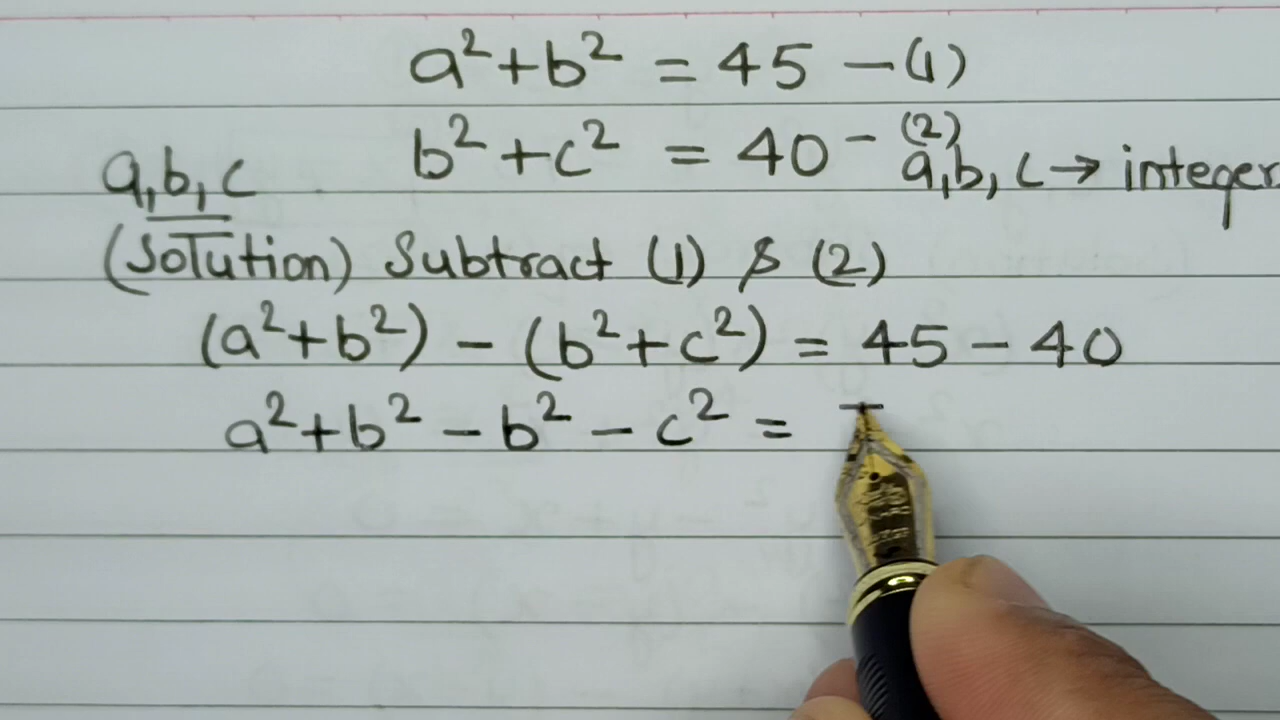 a²+b² = 45 – (1)
b²+c² = 40 – (2)
a,b,c a,b,c → integer
(Solution) Subtract (1) & (2)
(a²+b²) – (b²+c²) = 45 – 40
a²+b² – b² – c² =